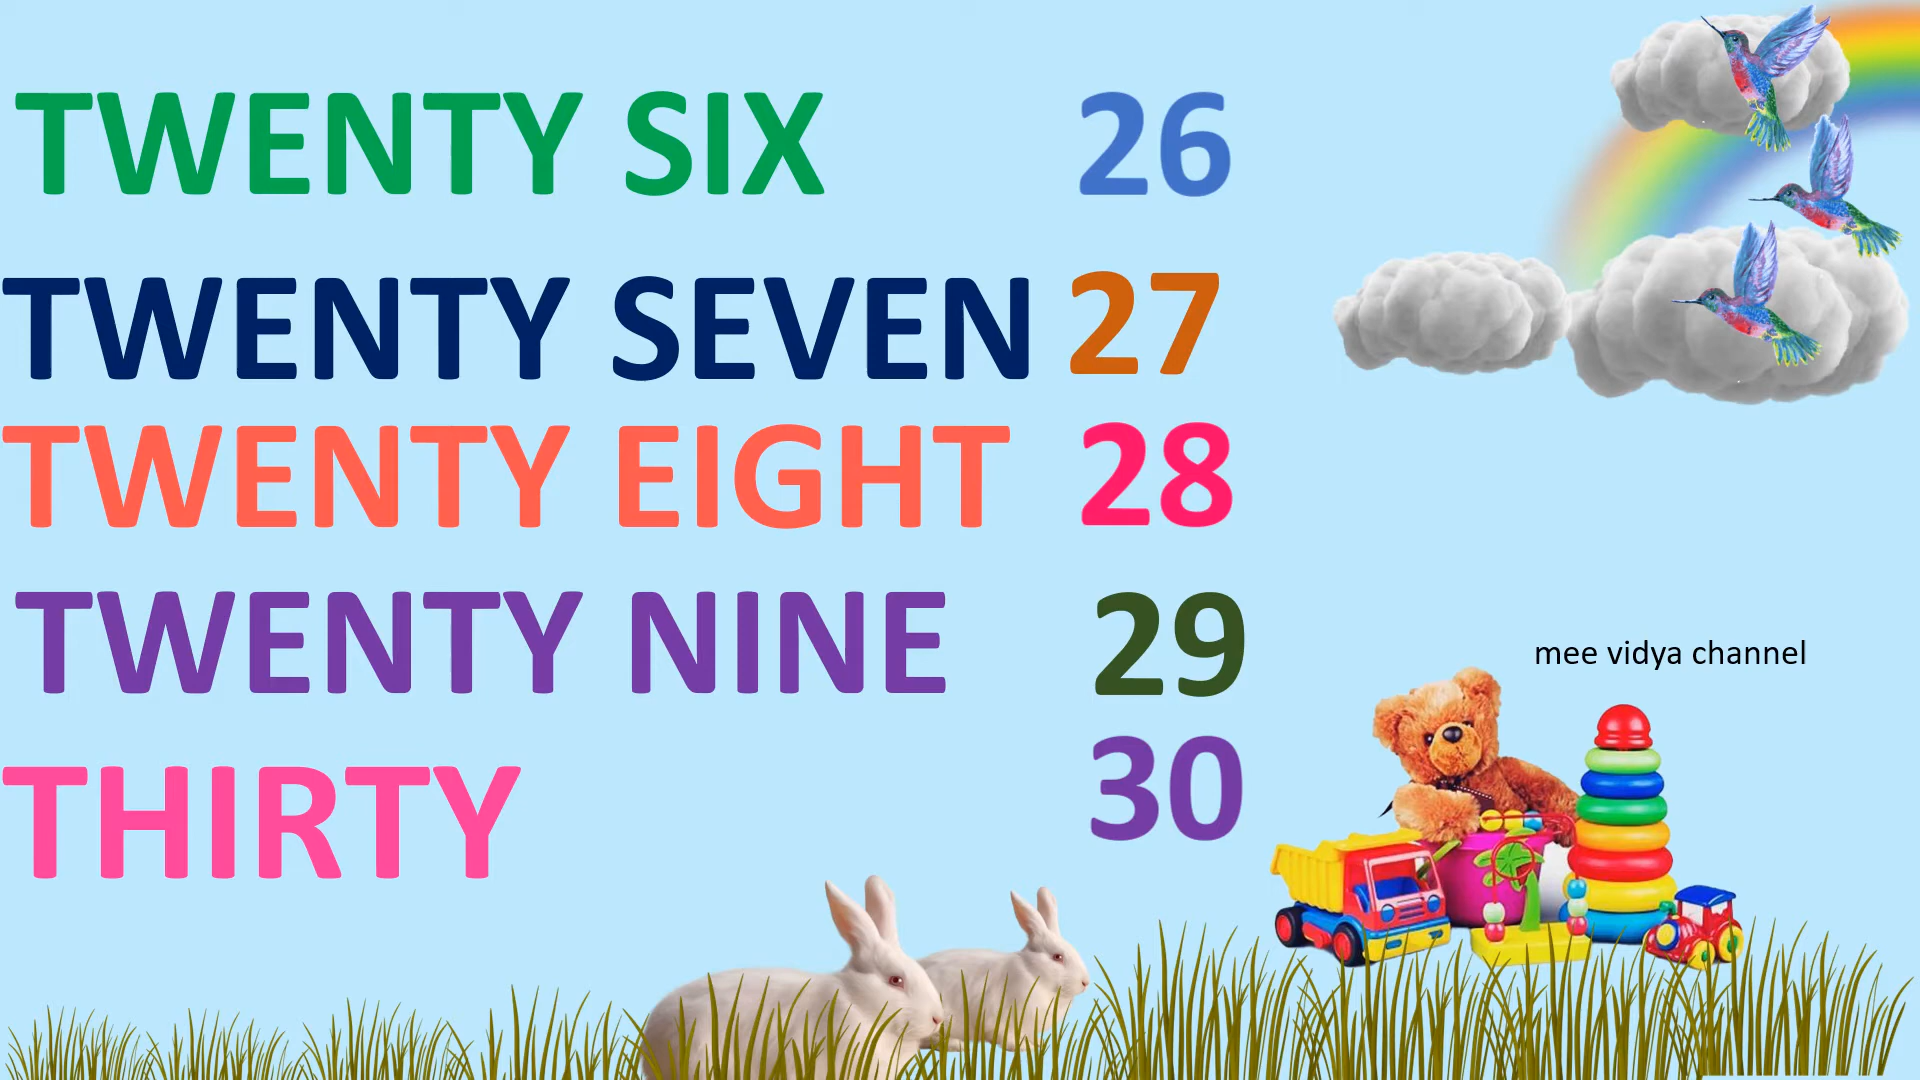 TWENTY SIX 26
TWENTY SEVEN 27
TWENTY EIGHT 28
TWENTY NINE 29
mee vidya channel
THIRTY 30